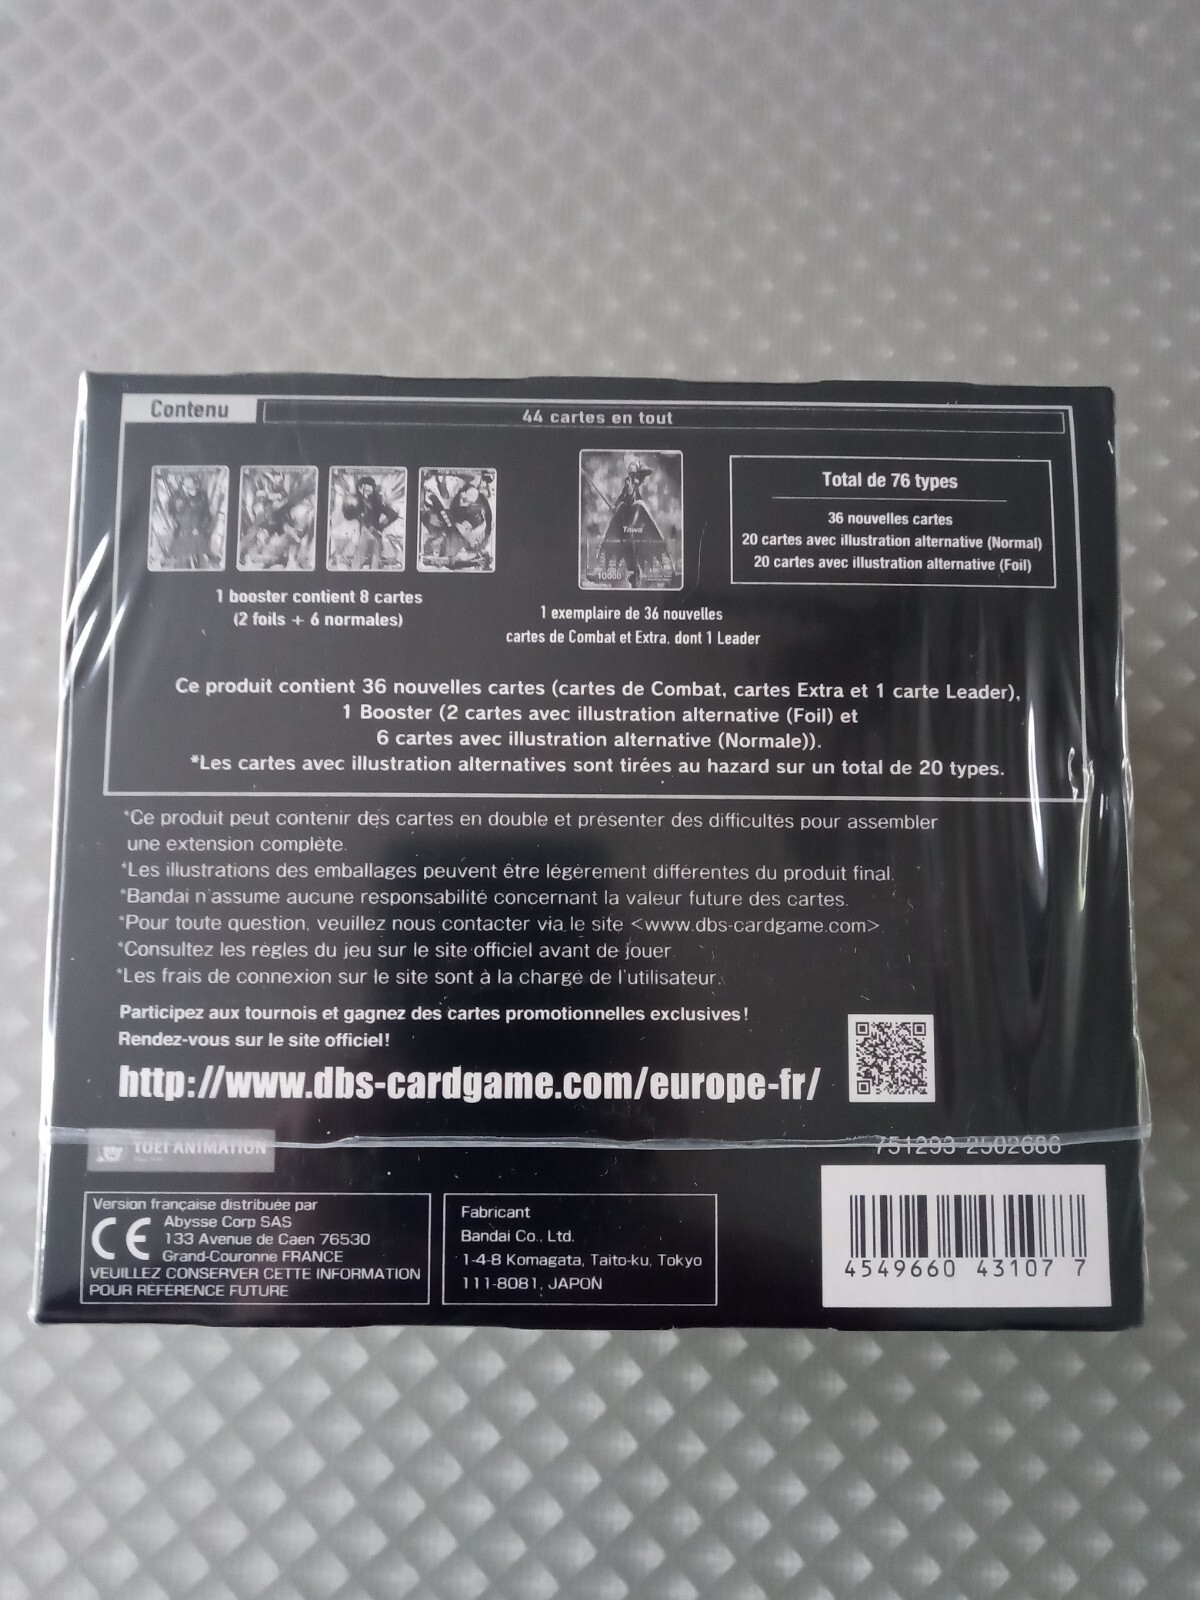 Contenu
44 cartes en tout
1 booster contient 8 cartes
(2 foils + 6 normales)
Towa
10000
1 exemplaire de 36 nouvelles
cartes de Combat et Extra, dont 1 Leader
Total de 76 types
36 nouvelles cartes
20 cartes avec illustration alternative (Normal)
20 cartes avec illustration alternative (Foil)
Ce produit contient 36 nouvelles cartes (cartes de Combat, cartes Extra et 1 carte Leader),
1 Booster (2 cartes avec illustration alternative (Foil) et
6 cartes avec illustration alternative (Normale)).
*Les cartes avec illustration alternatives sont tirées au hazard sur un total de 20 types.
*Ce produit peut contenir des cartes en double et présenter des difficultés pour assembler
une extension complète.
*Les illustrations des emballages peuvent être légèrement différentes du produit final.
*Bandai n'assume aucune responsabilité concernant la valeur future des cartes.
*Pour toute question, veuillez nous contacter via le site <www.dbs-cardgame.com>
*Consultez les règles du jeu sur le site officiel avant de jouer.
*Les frais de connexion sur le site sont à la charge de l'utilisateur.
Participez aux tournois et gagnez des cartes promotionnelles exclusives!
Rendez-vous sur le site officiel!
http://www.dbs-cardgame.com/europe-fr/
TOEI ANIMATION
751293-2502686
Version française distribuée par
CE
Abysse Corp SAS
133 Avenue de Caen 76530
Grand-Couronne FRANCE
VEUILLEZ CONSERVER CETTE INFORMATION
POUR RÉFÉRENCE FUTURE
Fabricant
Bandai Co., Ltd.
1-4-8 Komagata, Taito-ku, Tokyo
111-8081, JAPON
4549660 43107 7